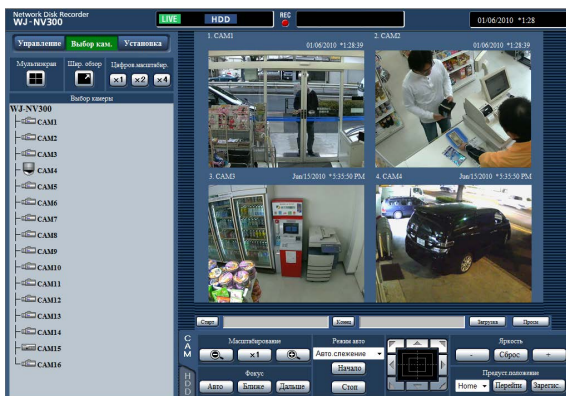 Network Disk Recorder
WJ-NV300
LIVE HDD
REC
01/06/2010 *1:28
Управление Выбор кам. Установка
Мультиэкран Шир. обзор Цифров.масштабир.
x1 x2 x4
Выбор камеры
WJ-NV300
CAM1
CAM2
CAM3
CAM4
CAM5
CAM6
CAM7
CAM8
CAM9
CAM10
CAM11
CAM12
CAM13
CAM14
CAM15
CAM16
1. CAM1
01/06/2010 *1:28:39
2. CAM2
01/06/2010 *1:28:39
3. CAM3
Jun/15/2010 *5:35:50 PM
4. CAM4
Jun/15/2010 *5:35:50 PM
Старт Конец Загрузка Просм
CAM
HDD
Масштабирование
x1
Фокус
Авто Ближе Дальше
Режим авто
Авто.слежение
Начало
Стоп
Яркость
- Сброс +
Предуст.положение
Home Перейти Зарегис..